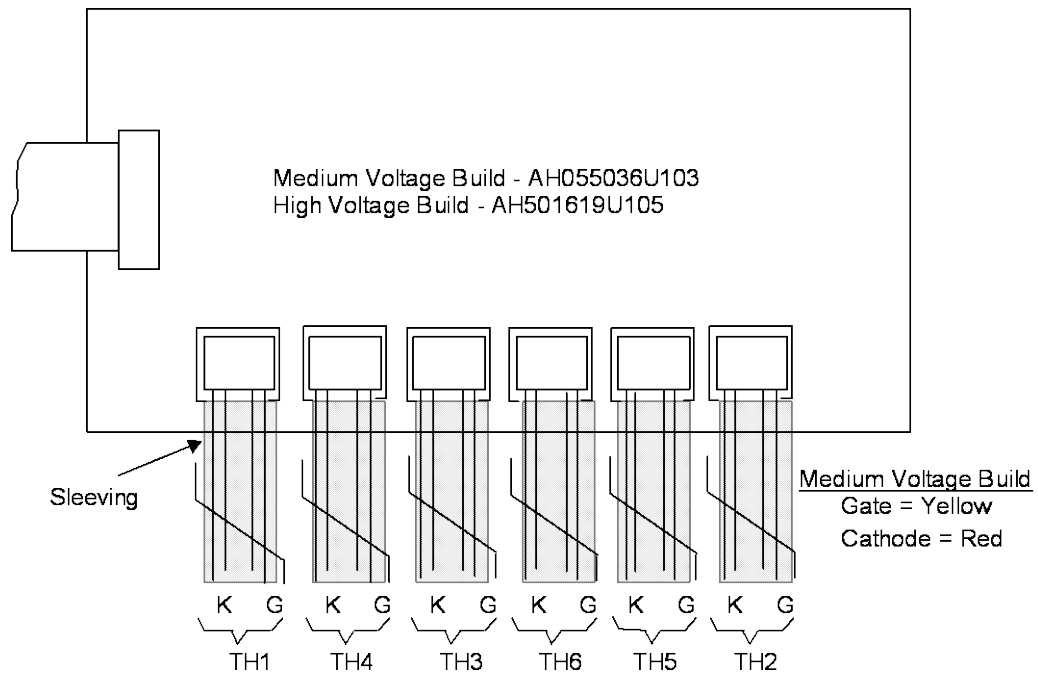 Medium Voltage Build - AH055036U103
High Voltage Build - AH501619U105
Sleeving
Medium Voltage Build
Gate = Yellow
Cathode = Red
K G K G K G K G K G K G
TH1 TH4 TH3 TH6 TH5 TH2